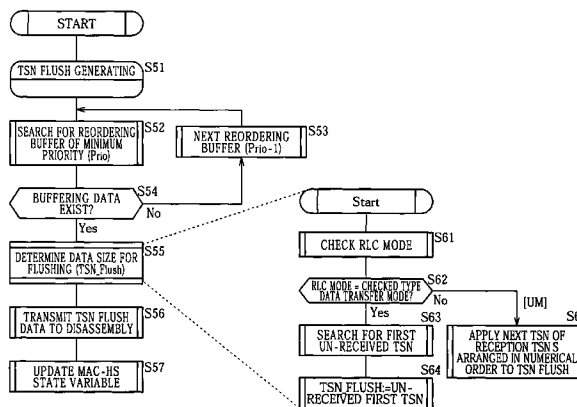 START
TSN FLUSH GENERATING
S51
SEARCH FOR REORDERING
BUFFER OF MINIMUM
PRIORITY (Prio)
S52
NEXT REORDERING
BUFFER (Prio-1)
S53
BUFFERING DATA
EXIST?
S54
No
Yes
DETERMINE DATA SIZE FOR
FLUSHING (TSN_Flush)
S55
TRANSMIT TSN FLUSH
DATA TO DISASSEMBLY
S56
UPDATE MAC-HS
STATE VARIABLE
S57
Start
CHECK RLC MODE
S61
RLC MODE = CHECKED TYPE
DATA TRANSFER MODE?
S62
No
[UM]
Yes
SEARCH FOR FIRST
UN-RECEIVED TSN
S63
TSN_FLUSH:=UN-
RECEIVED FIRST TSN
S64
APPLY NEXT TSN OF
RECEPTION TSN S
ARRANGED IN NUMERICAL
ORDER TO TSN FLUSH